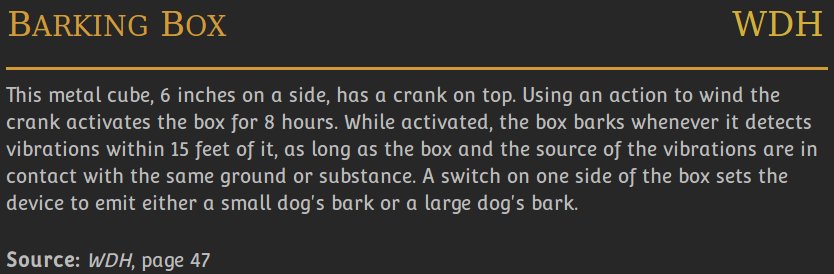 Barking Box WDH
This metal cube, 6 inches on a side, has a crank on top. Using an action to wind the
crank activates the box for 8 hours. While activated, the box barks whenever it detects
vibrations within 15 feet of it, as long as the box and the source of the vibrations are in
contact with the same ground or substance. A switch on one side of the box sets the
device to emit either a small dog's bark or a large dog's bark.
Source: WDH, page 47